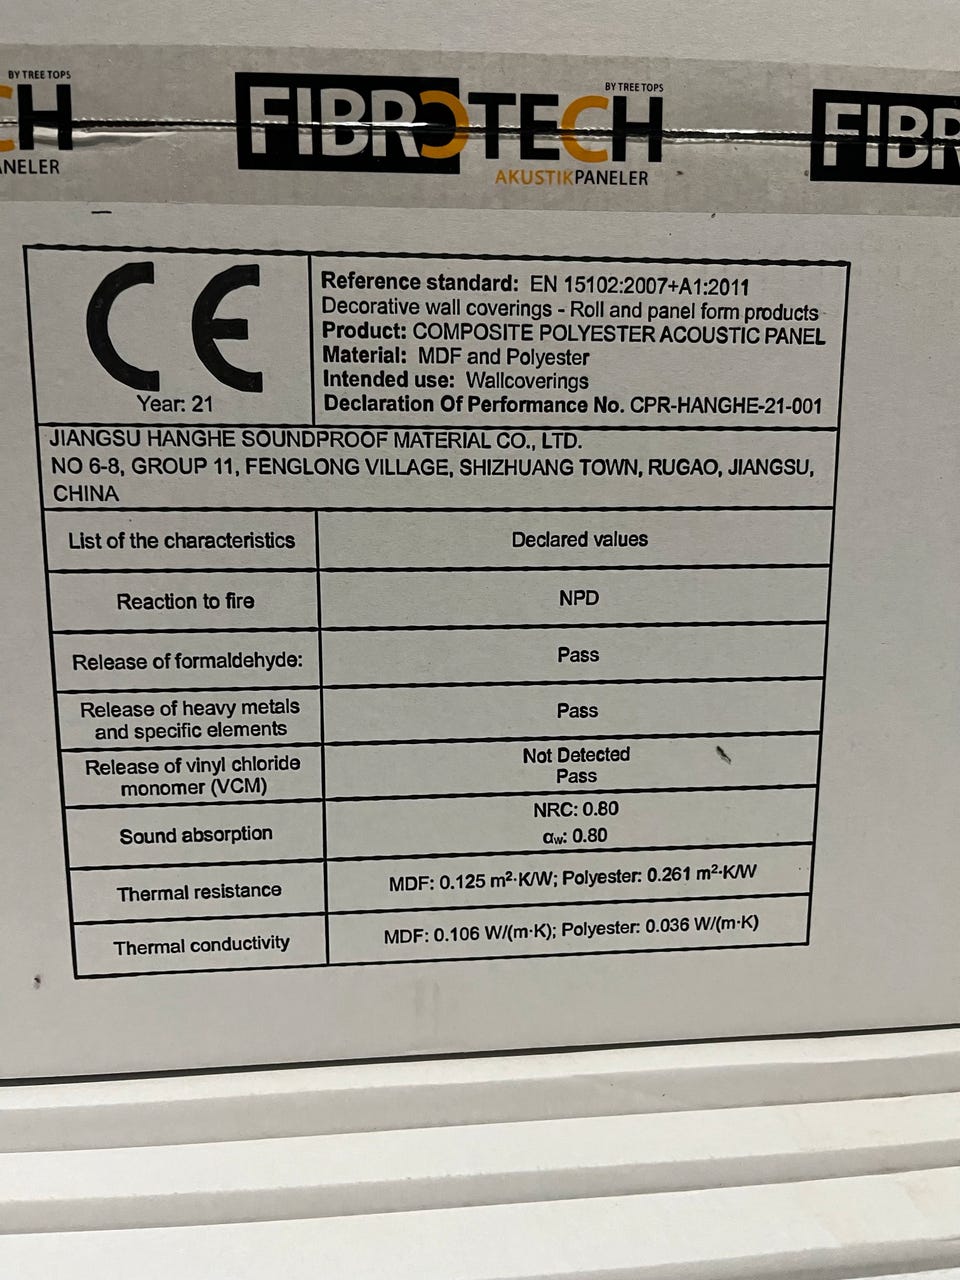 BY TREE TOPS
CH
ANELER
BY TREE TOPS
FIBROTECH
AKUSTIKPANELER
FIBR
CE
Year: 21
Reference standard: EN 15102:2007+A1:2011
Decorative wall coverings - Roll and panel form products
Product: COMPOSITE POLYESTER ACOUSTIC PANEL
Material: MDF and Polyester
Intended use: Wallcoverings
Declaration Of Performance No. CPR-HANGHE-21-001
JIANGSU HANGHE SOUNDPROOF MATERIAL CO., LTD.
NO 6-8, GROUP 11, FENGLONG VILLAGE, SHIZHUANG TOWN, RUGAO, JIANGSU,
CHINA
List of the characteristics
Declared values
Reaction to fire
NPD
Release of formaldehyde:
Pass
Release of heavy metals
and specific elements
Pass
Release of vinyl chloride
monomer (VCM)
Not Detected
Pass
Sound absorption
NRC: 0.80
αw: 0.80
Thermal resistance
MDF: 0.125 m²·K/W; Polyester: 0.261 m²·K/W
Thermal conductivity
MDF: 0.106 W/(m·K); Polyester: 0.036 W/(m·K)